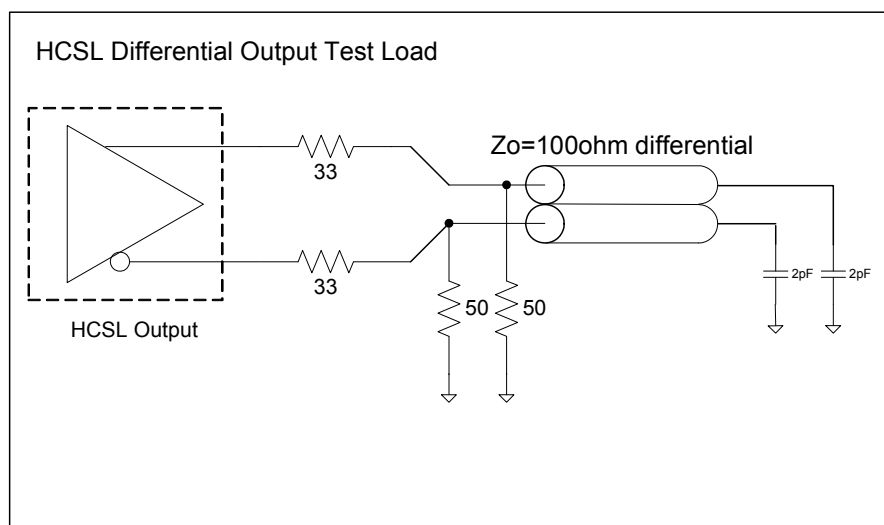 HCSL Differential Output Test Load
Zo=100ohm differential
33
33
50
50
2pF
2pF
HCSL Output